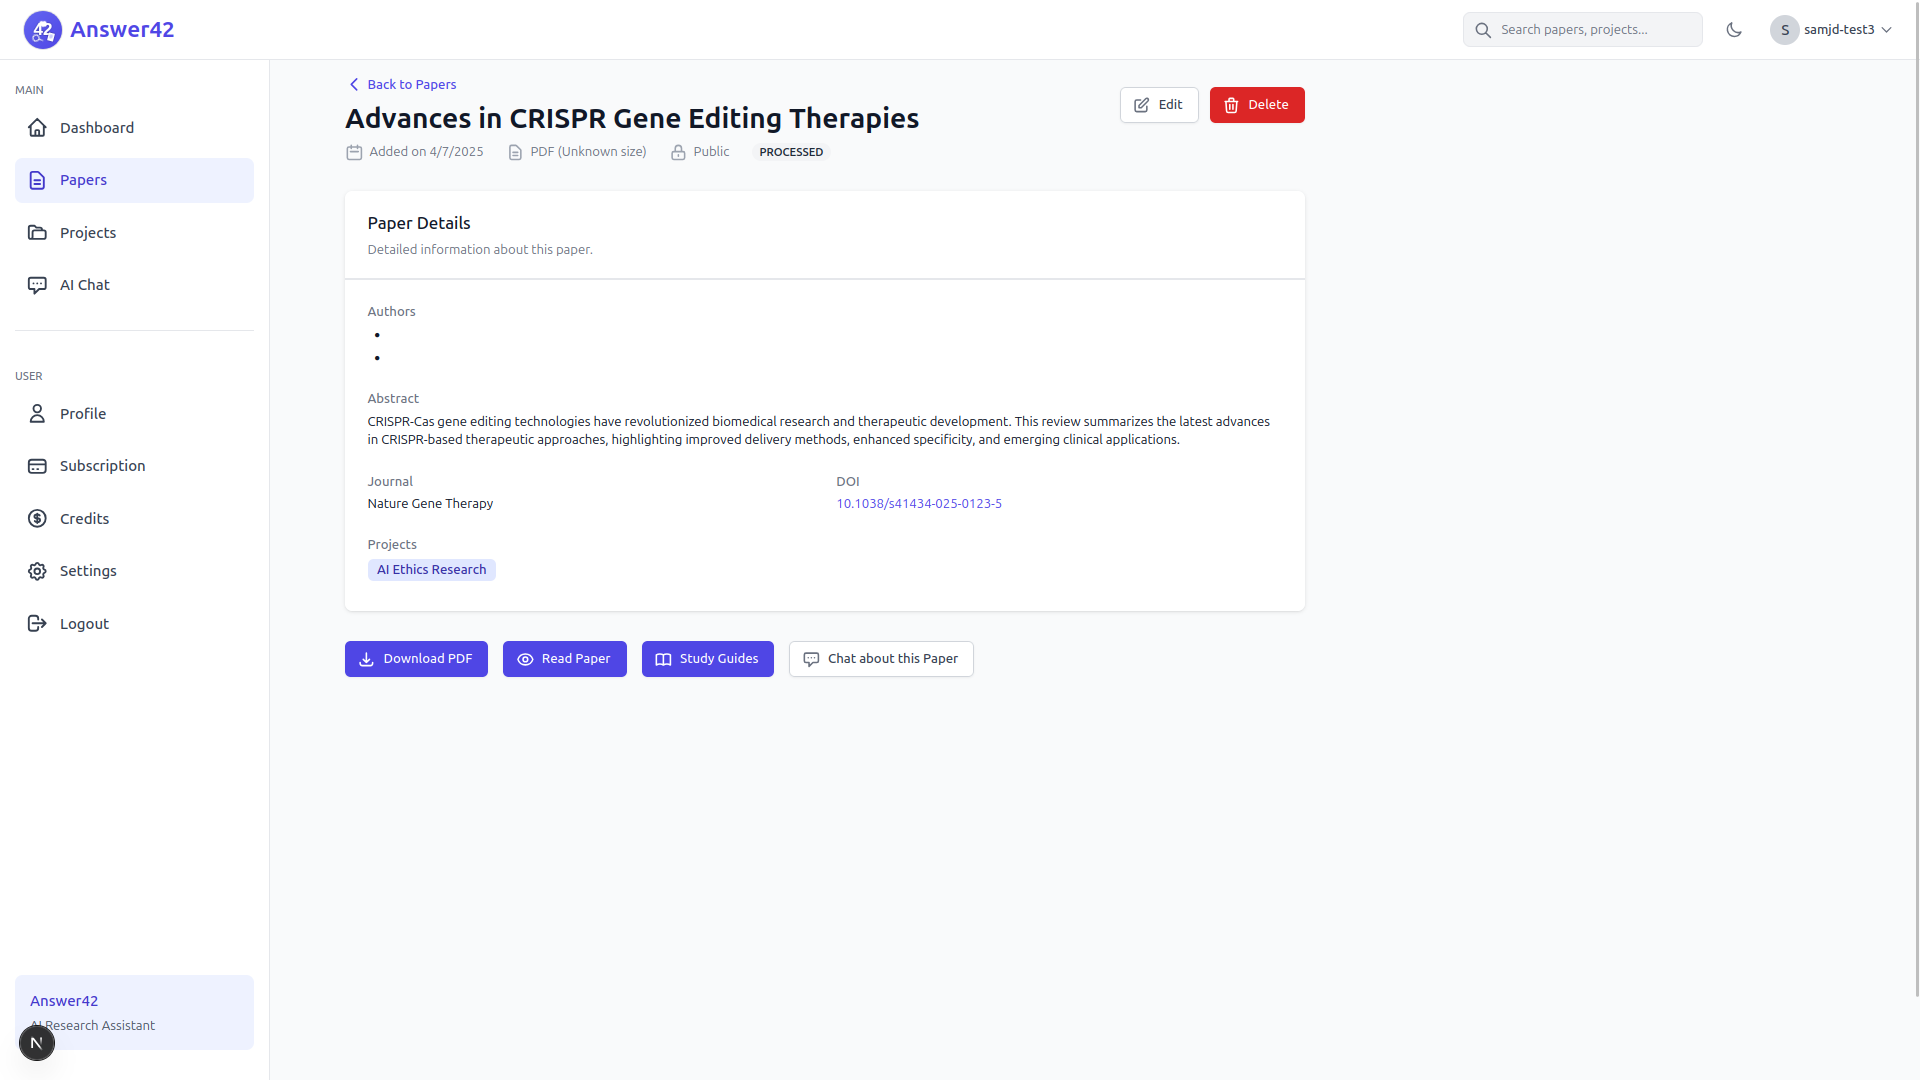 42
Answer42
Search papers, projects...
S
samjd-test3
MAIN
Dashboard
Papers
Projects
AI Chat
USER
Profile
Subscription
Credits
Settings
Logout
Answer42
AI Research Assistant
N
Back to Papers
Advances in CRISPR Gene Editing Therapies
Edit
Delete
Added on 4/7/2025
PDF (Unknown size)
Public
PROCESSED
Paper Details
Detailed information about this paper.
Authors
•
•
Abstract
CRISPR-Cas gene editing technologies have revolutionized biomedical research and therapeutic development. This review summarizes the latest advances
in CRISPR-based therapeutic approaches, highlighting improved delivery methods, enhanced specificity, and emerging clinical applications.
Journal
DOI
Nature Gene Therapy
10.1038/s41434-025-0123-5
Projects
AI Ethics Research
Download PDF
Read Paper
Study Guides
Chat about this Paper